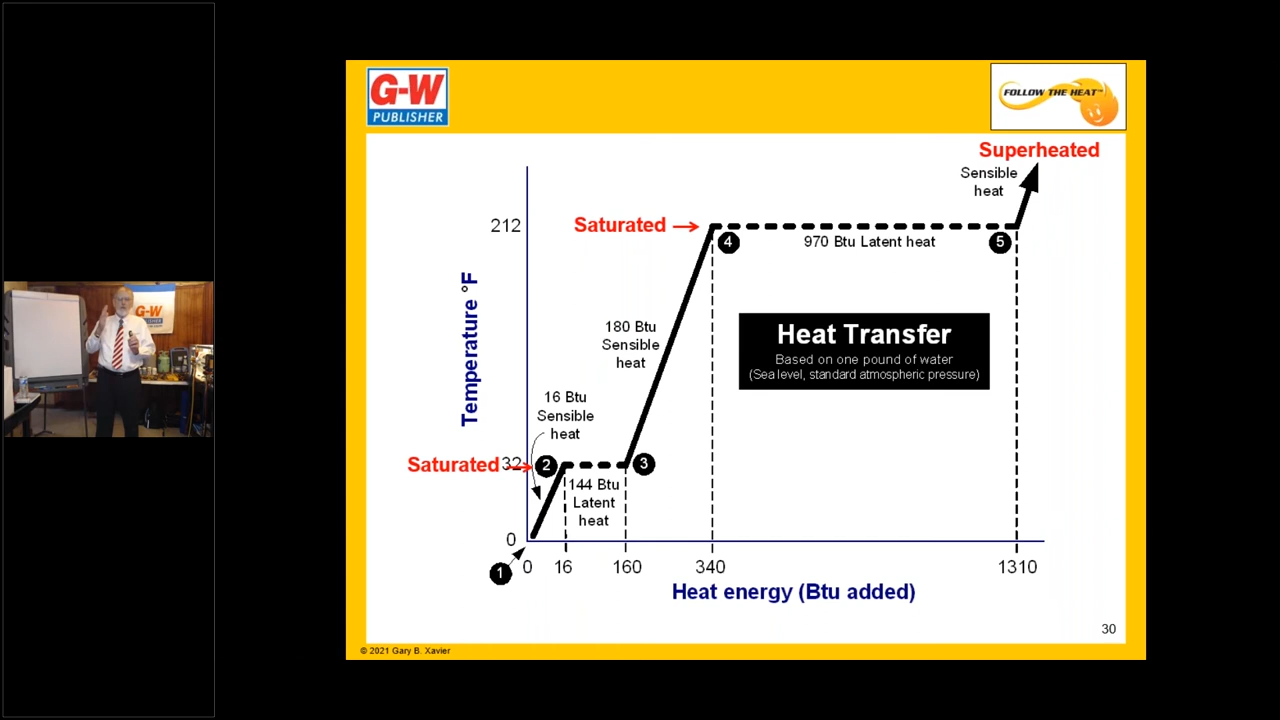 G-W
PUBLISHER
FOLLOW THE HEAT™
Superheated
Sensible
heat
212
Saturated →
4
5
970 Btu Latent heat
Temperature °F
180 Btu
Sensible
heat
Heat Transfer
Based on one pound of water
(Sea level, standard atmospheric pressure)
16 Btu
Sensible
heat
Saturated →
32
2
3
144 Btu
Latent
heat
0
1
0 16 160 340 1310
Heat energy (Btu added)
30
© 2021 Gary B. Xavier
G-W